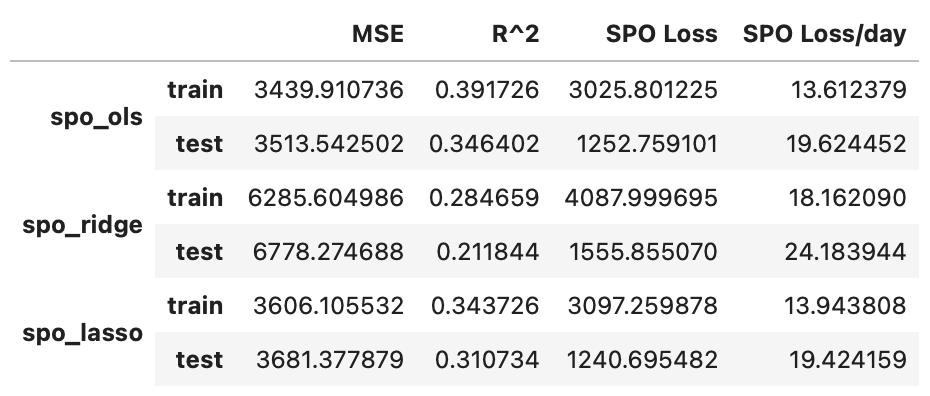 MSE R^2 SPO Loss SPO Loss/day
spo_ols train 3439.910736 0.391726 3025.801225 13.612379
test 3513.542502 0.346402 1252.759101 19.624452
spo_ridge train 6285.604986 0.284659 4087.999695 18.162090
test 6778.274688 0.211844 1555.855070 24.183944
spo_lasso train 3606.105532 0.343726 3097.259878 13.943808
test 3681.377879 0.310734 1240.695482 19.424159